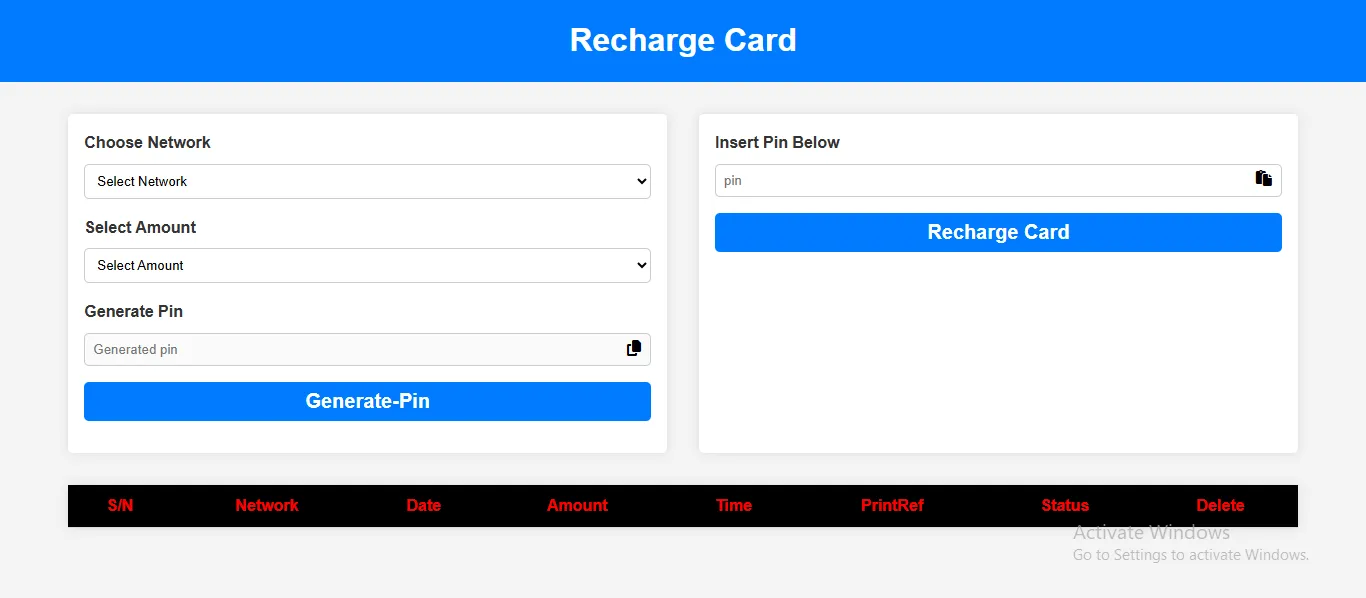 Recharge Card
Choose Network
Select Network
Select Amount
Select Amount
Generate Pin
Generated pin
Generate-Pin
Insert Pin Below
pin
Recharge Card
S/N Network Date Amount Time PrintRef Status Delete
Activate Windows
Go to Settings to activate Windows.